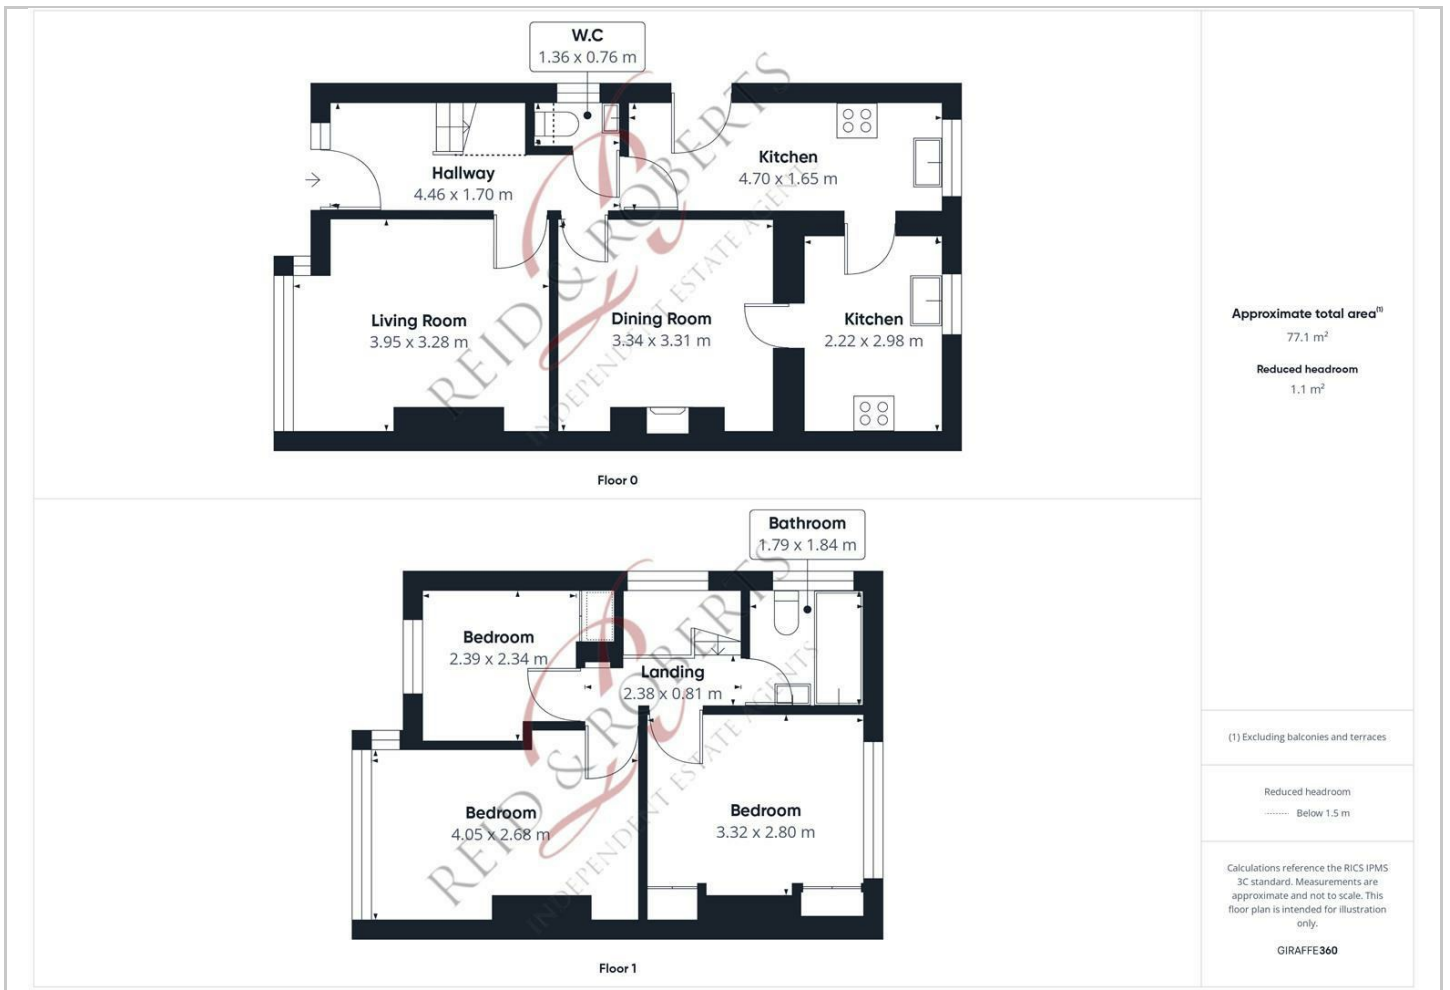 W.C
1.36 x 0.76 m
Hallway
4.46 x 1.70 m
Kitchen
4.70 x 1.65 m
Living Room
3.95 x 3.28 m
Dining Room
3.34 x 3.31 m
Kitchen
2.22 x 2.98 m
REID & ROBERTS
INDEPENDENT ESTATE AGENTS
Floor 0
Bathroom
1.79 x 1.84 m
Bedroom
2.39 x 2.34 m
Landing
2.38 x 0.81 m
Bedroom
4.05 x 2.68 m
Bedroom
3.32 x 2.80 m
REID & ROBERTS
INDEPENDENT ESTATE AGENTS
Floor 1
Approximate total area(1)
77.1 m²
Reduced headroom
1.1 m²
(1) Excluding balconies and terraces
Reduced headroom
Below 1.5 m
Calculations reference the RICS IPMS
3C standard. Measurements are
approximate and not to scale. This
floor plan is intended for illustration
only.
GIRAFFE360